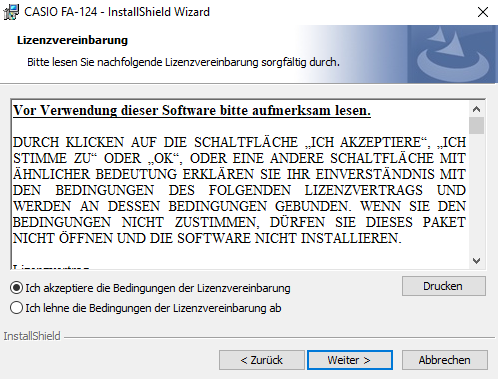 CASIO FA-124 - InstallShield Wizard
Lizenzvereinbarung
Bitte lesen Sie nachfolgende Lizenzvereinbarung sorgfältig durch.
Vor Verwendung dieser Software bitte aufmerksam lesen.
DURCH KLICKEN AUF DIE SCHALTFLÄCHE „ICH AKZEPTIERE“, „ICH
STIMME ZU“ ODER „OK“, ODER EINE ANDERE SCHALTFLÄCHE MIT
ÄHNLICHER BEDEUTUNG ERKLÄREN SIE IHR EINVERSTÄNDNIS MIT
DEN BEDINGUNGEN DES FOLGENDEN LIZENZVERTRAGS UND
WERDEN AN DESSEN BEDINGUNGEN GEBUNDEN. WENN SIE DEN
BEDINGUNGEN NICHT ZUSTIMMEN, DÜRFEN SIE DIESES PAKET
NICHT ÖFFNEN UND DIE SOFTWARE NICHT INSTALLIEREN.
Lizenzvertrag
Ich akzeptiere die Bedingungen der Lizenzvereinbarung
Drucken
Ich lehne die Bedingungen der Lizenzvereinbarung ab
InstallShield
< Zurück
Weiter >
Abbrechen